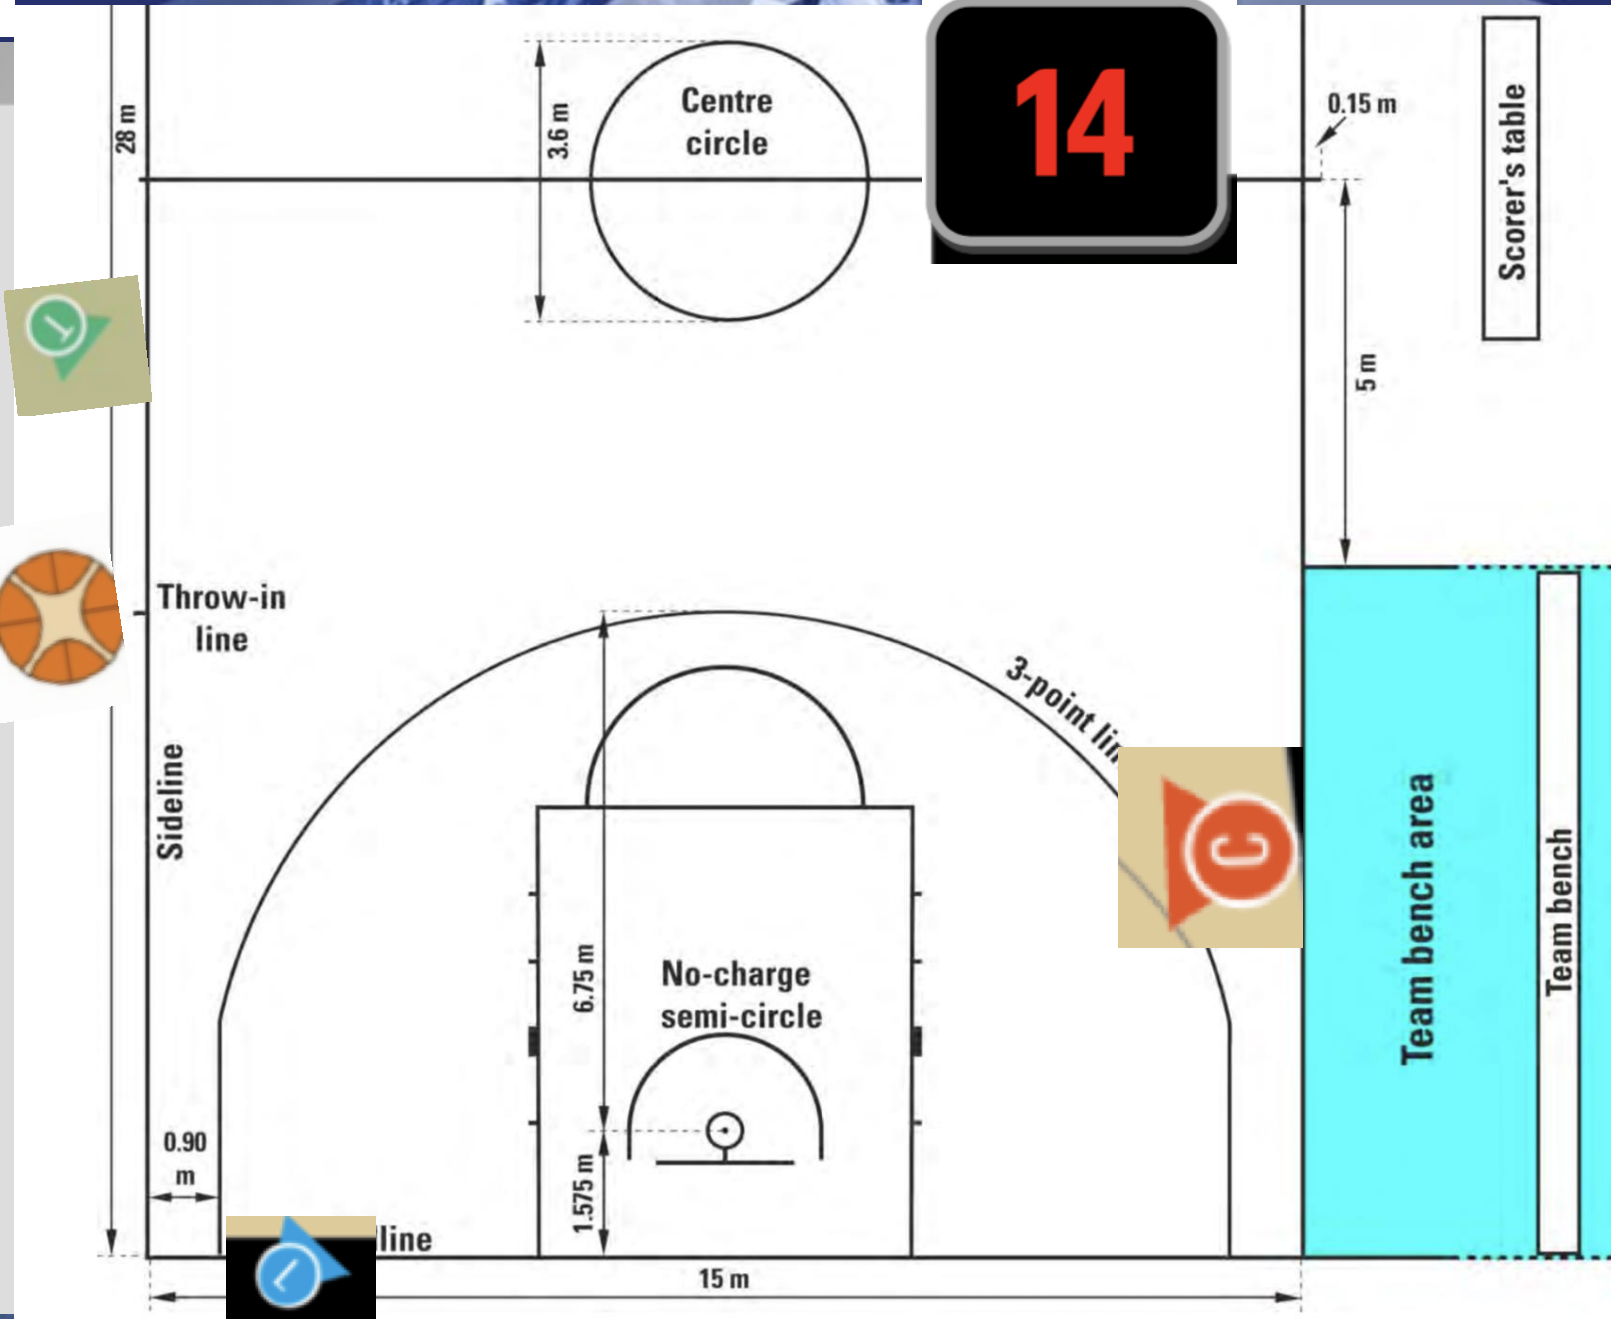 28 m
3.6 m
Centre
circle
14
0.15 m
Scorer's table
T
5 m
Throw-in
line
3-point lin
Sideline
C
Team bench area
Team bench
6.75 m
No-charge
semi-circle
0.90
m
1.575 m
L
line
15 m